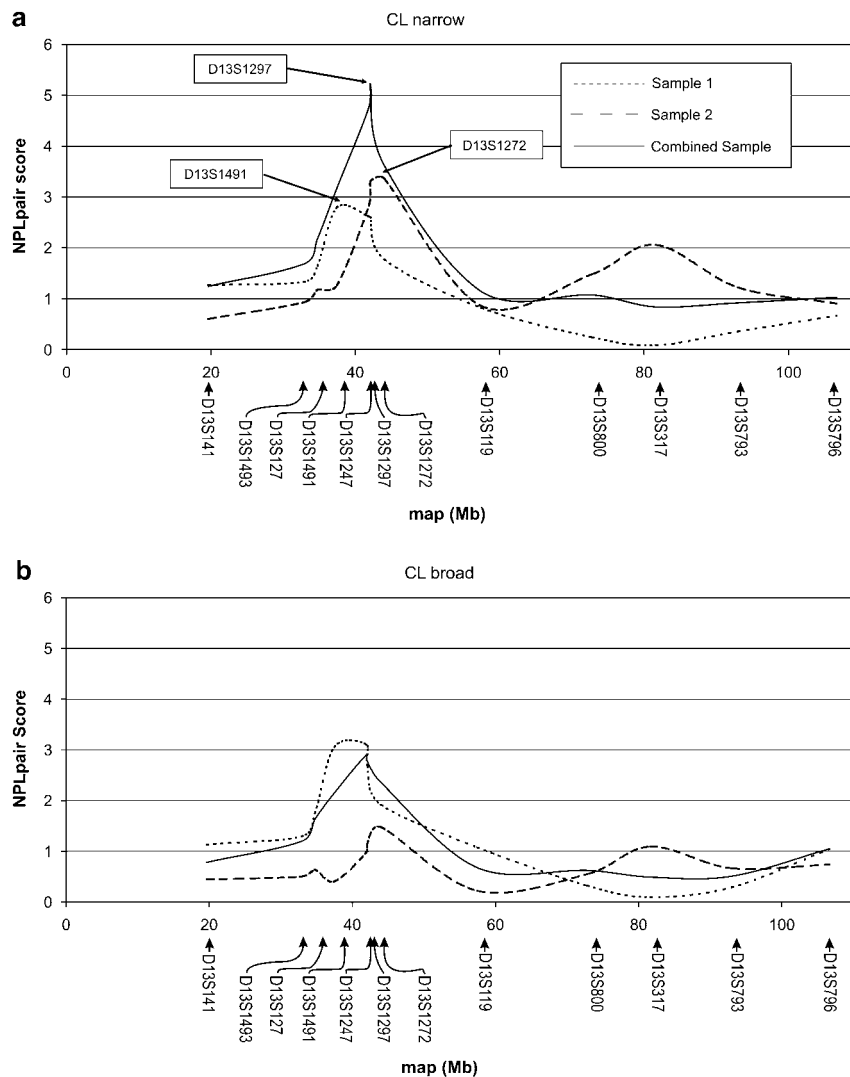 a
CL narrow
6
5
4
3
2
1
0
NPLpair score
D13S1297
D13S1272
D13S1491
Sample 1
Sample 2
Combined Sample
0 20 40 60 80 100
D13S141
D13S1493
D13S127
D13S1491
D13S1247
D13S1297
D13S1272
D13S119
D13S800
D13S317
D13S793
D13S796
map (Mb)
b
CL broad
6
5
4
3
2
1
0
NPLpair Score
0 20 40 60 80 100
D13S141
D13S1493
D13S127
D13S1491
D13S1247
D13S1297
D13S1272
D13S119
D13S800
D13S317
D13S793
D13S796
map (Mb)